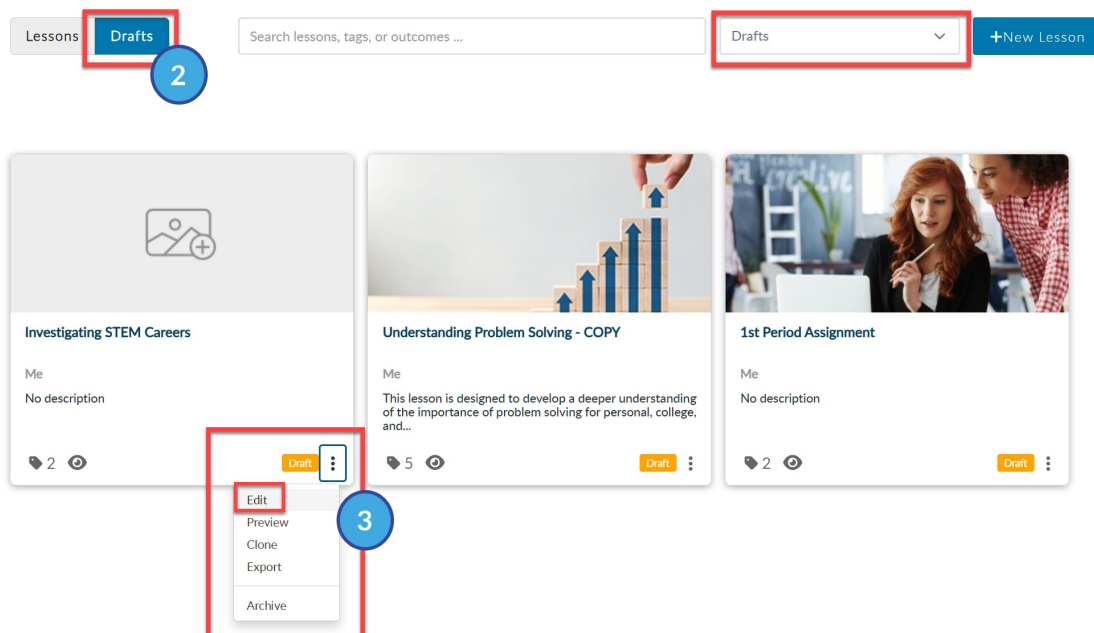 Lessons
Drafts
Search lessons, tags, or outcomes ...
Drafts
+New Lesson
2
Investigating STEM Careers
Me
No description
2
Draft
Edit
Preview
Clone
Export
Archive
3
Understanding Problem Solving - COPY
Me
This lesson is designed to develop a deeper understanding
of the importance of problem solving for personal, college,
and...
5
Draft
creative
1st Period Assignment
Me
No description
2
Draft